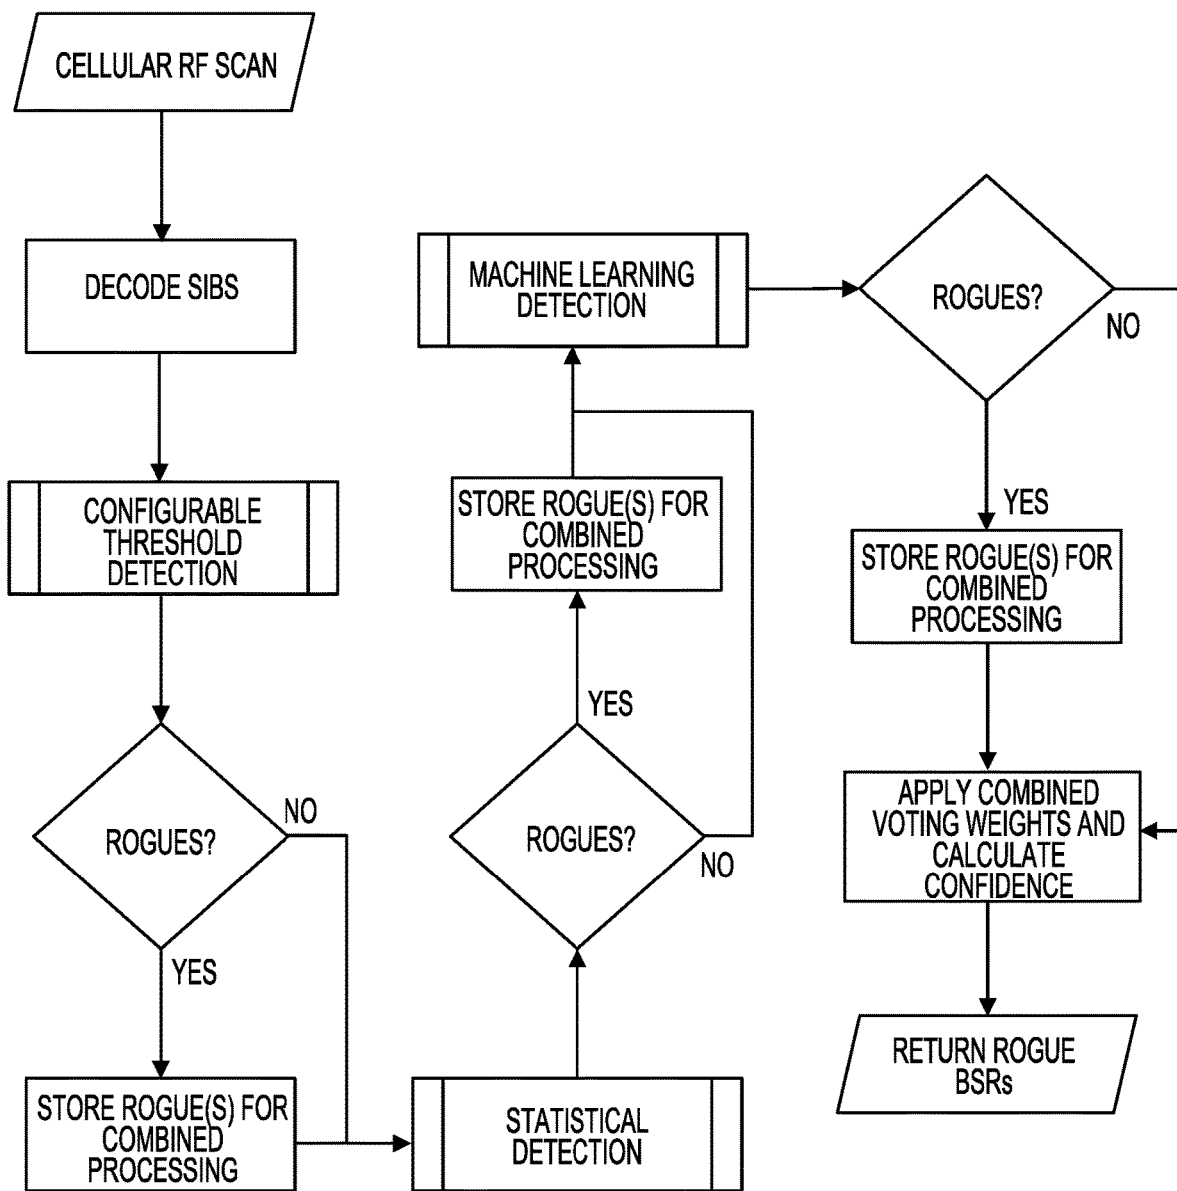 CELLULAR RF SCAN
DECODE SIBS
CONFIGURABLE
THRESHOLD
DETECTION
ROGUES?
NO
YES
STORE ROGUE(S) FOR
COMBINED
PROCESSING
STATISTICAL
DETECTION
ROGUES?
YES
NO
STORE ROGUE(S) FOR
COMBINED
PROCESSING
MACHINE LEARNING
DETECTION
ROGUES?
NO
YES
STORE ROGUE(S) FOR
COMBINED
PROCESSING
APPLY COMBINED
VOTING WEIGHTS AND
CALCULATE
CONFIDENCE
RETURN ROGUE
BSRs